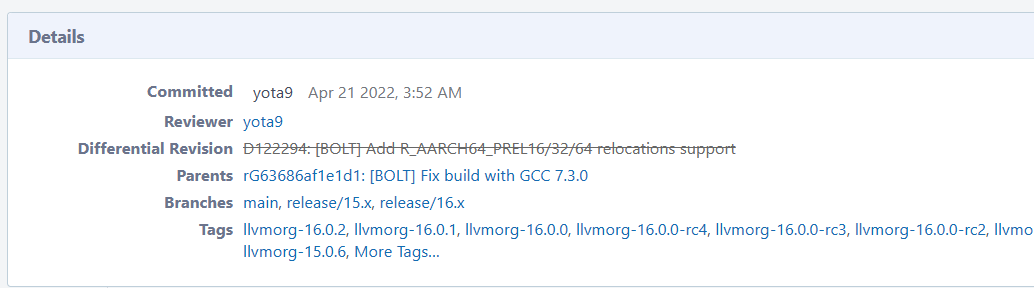 Details
Committed yota9 Apr 21 2022, 3:52 AM
Reviewer yota9
Differential Revision D122294: [BOLT] Add R_AARCH64_PREL16/32/64 relocations support
Parents rG63686af1e1d1: [BOLT] Fix build with GCC 7.3.0
Branches main, release/15.x, release/16.x
Tags llvmorg-16.0.2, llvmorg-16.0.1, llvmorg-16.0.0, llvmorg-16.0.0-rc4, llvmorg-16.0.0-rc3, llvmorg-16.0.0-rc2, llvmo
llvmorg-15.0.6, More Tags...